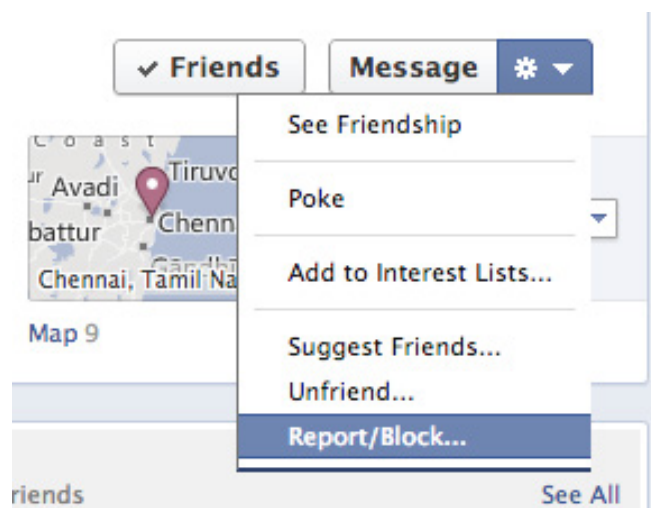 ✓ Friends
Message
See Friendship
Poke
Add to Interest Lists...
Suggest Friends...
Unfriend...
Report/Block...
Coast
Avadi
Chennai, Tamil
Map 9
See All